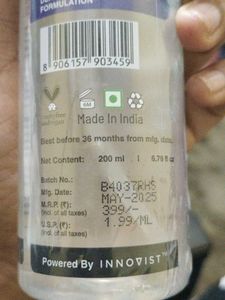 FORMULATION
8 906157 903459
6M
Made In India
Best before 36 months from mfg. date.
Net Content: 200 ml / 6.76 fl oz
Batch No.: B4037RHS
Mfg. Date: MAY-2025
M.R.P. (₹) 399/-
(Incl. of all taxes)
U.S.P. (₹) 1.99/ML
(Incl. of all taxes)
Powered By INNOVIST™